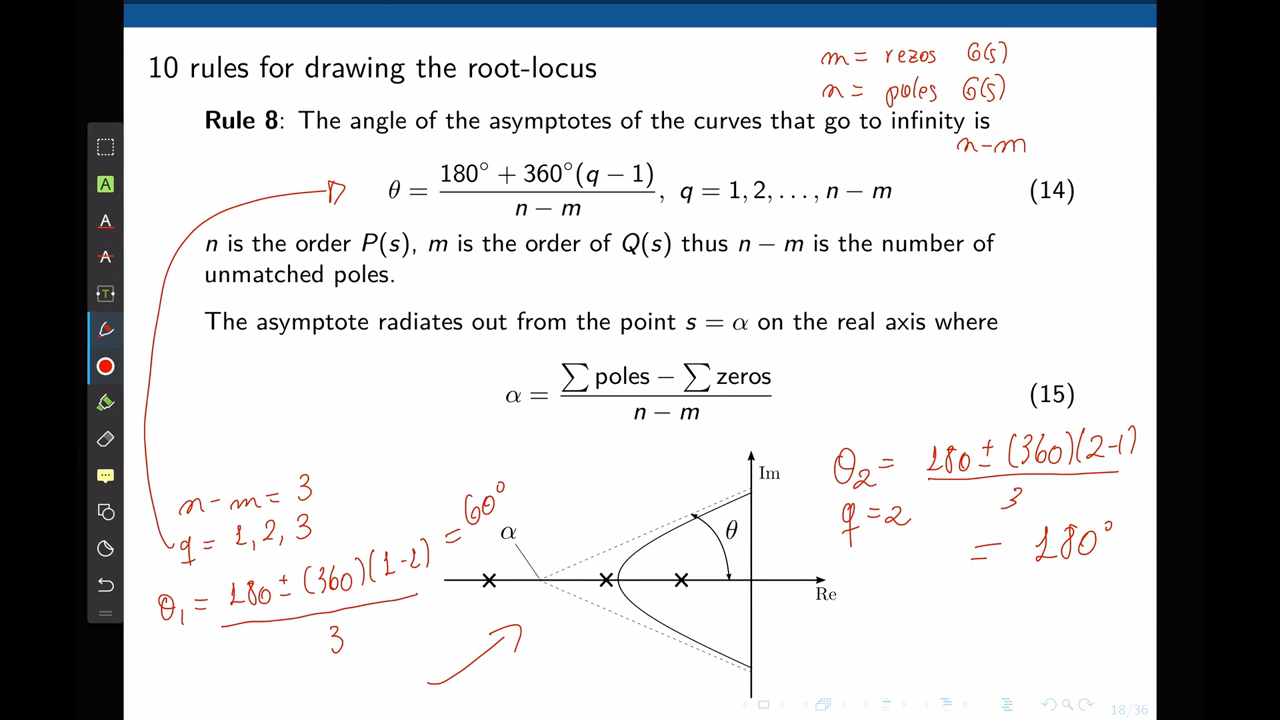 10 rules for drawing the root-locus
m = rezos G(s)
n = poles G(s)
Rule 8: The angle of the asymptotes of the curves that go to infinity is
n-m
θ = 180° + 360°(q − 1) / n − m, q = 1, 2, . . . , n − m (14)
n is the order P(s), m is the order of Q(s) thus n − m is the number of
unmatched poles.
The asymptote radiates out from the point s = α on the real axis where
α = ∑ poles − ∑ zeros / n − m (15)
n-m = 3
q = 1, 2, 3
θ₁ = 180 ± (360)(1-1) / 3 = 60°
α
θ
Im
Re
θ₂ = 180 ± (360)(2-1) / 3
q = 2
= 180°
18/36
A
A
A
T